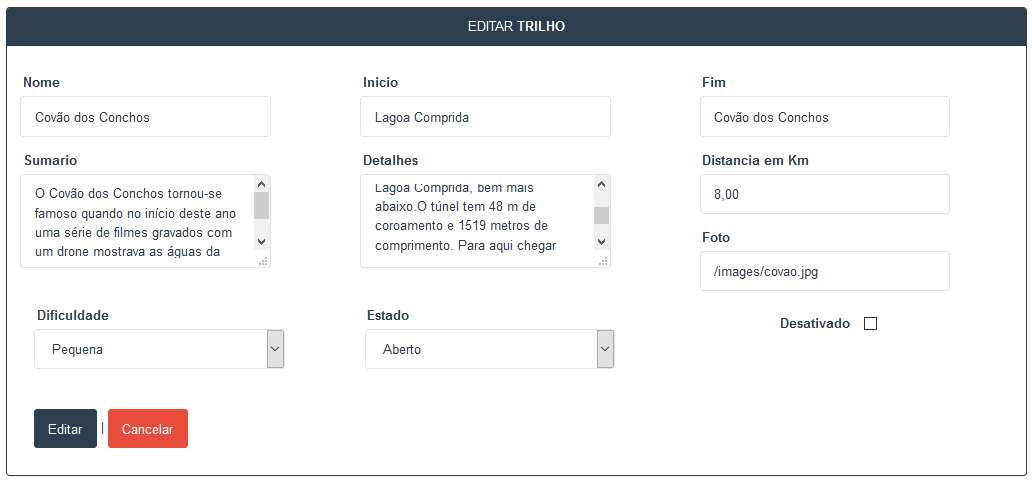 EDITAR TRILHO
Nome
Covão dos Conchos
Inicio
Lagoa Comprida
Fim
Covão dos Conchos
Sumario
O Covão dos Conchos tornou-se
famoso quando no início deste ano
uma série de filmes gravados com
um drone mostrava as águas da
Detalhes
Lagoa Comprida, bem mais
abaixo.O túnel tem 48 m de
coroamento e 1519 metros de
comprimento. Para aqui chegar
Distancia em Km
8,00
Foto
/images/covao.jpg
Dificuldade
Pequena
Estado
Aberto
Desativado
Editar | Cancelar